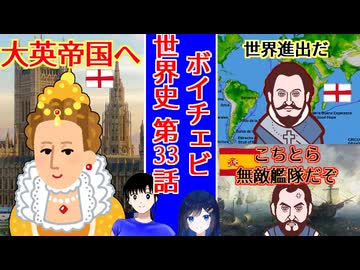 大英帝国へ
ボイチェビ
世界史 第33話
世界進出だ
こちとら
無敵艦隊だぞ